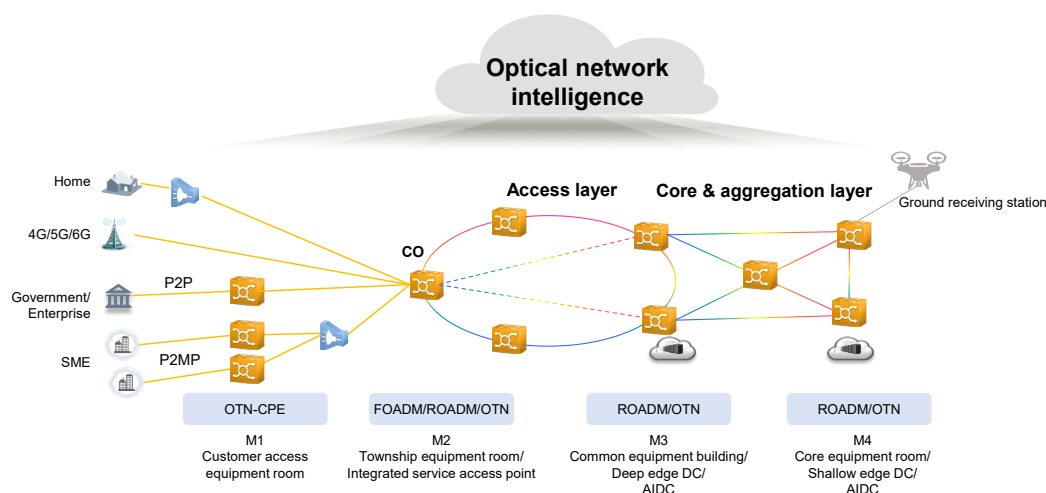 Optical network
intelligence
Home
Access layer
Core & aggregation layer
Ground receiving station
4G/5G/6G
CO
P2P
Government/
Enterprise
SME
P2MP
OTN-CPE
FOADM/ROADM/OTN
ROADM/OTN
ROADM/OTN
M1
Customer access
equipment room
M2
Township equipment room/
Integrated service access point
M3
Common equipment building/
Deep edge DC/
AIDC
M4
Core equipment room/
Shallow edge DC/
AIDC